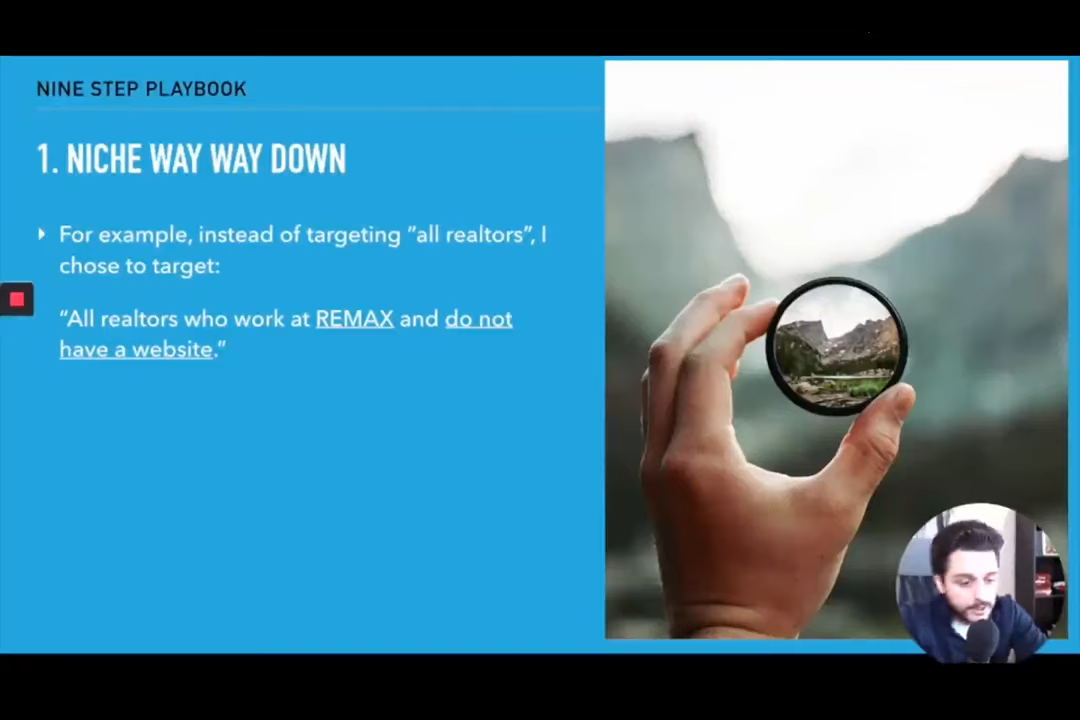 NINE STEP PLAYBOOK
1. NICHE WAY WAY DOWN
For example, instead of targeting “all realtors”, I
chose to target:
“All realtors who work at REMAX and do not
have a website.”